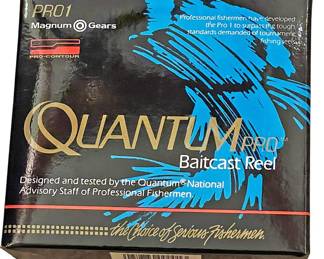 PRO1
Magnum Gears
PRO-CONTOUR
Professional fishermen have developed
the Pro 1 to surpass the tough
standards demanded of tournament
fishing reels.
QUANTUM PRO™
Baitcast Reel
Designed and tested by the Quantum® National
Advisory Staff of Professional Fishermen.
the Choice of Serious Fishermen.